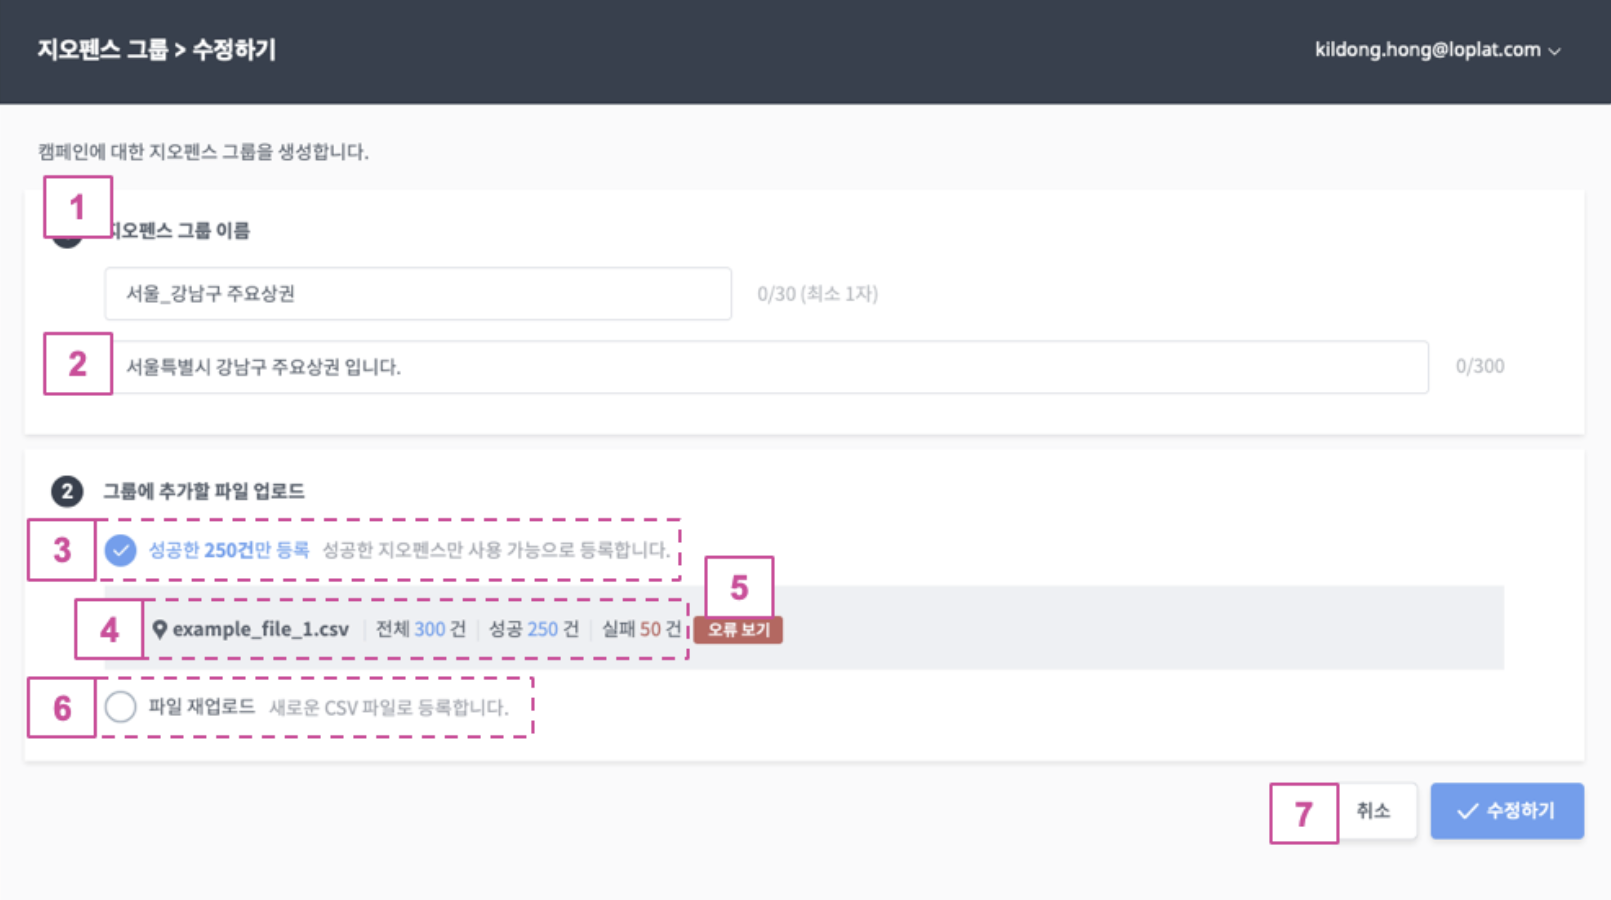 지오펜스 그룹 > 수정하기
kildong.hong@loplat.com
캠페인에 대한 지오펜스 그룹을 생성합니다.
1
지오펜스 그룹 이름
서울_강남구 주요상권
0/30 (최소 1자)
2
서울특별시 강남구 주요상권 입니다.
0/300
2 그룹에 추가할 파일 업로드
3
성공한 250건만 등록 성공한 지오펜스만 사용 가능으로 등록합니다.
5
4
example_file_1.csv 전체 300 건 성공 250 건 실패 50 건 오류 보기
6
파일 재업로드 새로운 CSV 파일로 등록합니다.
7
취소
수정하기